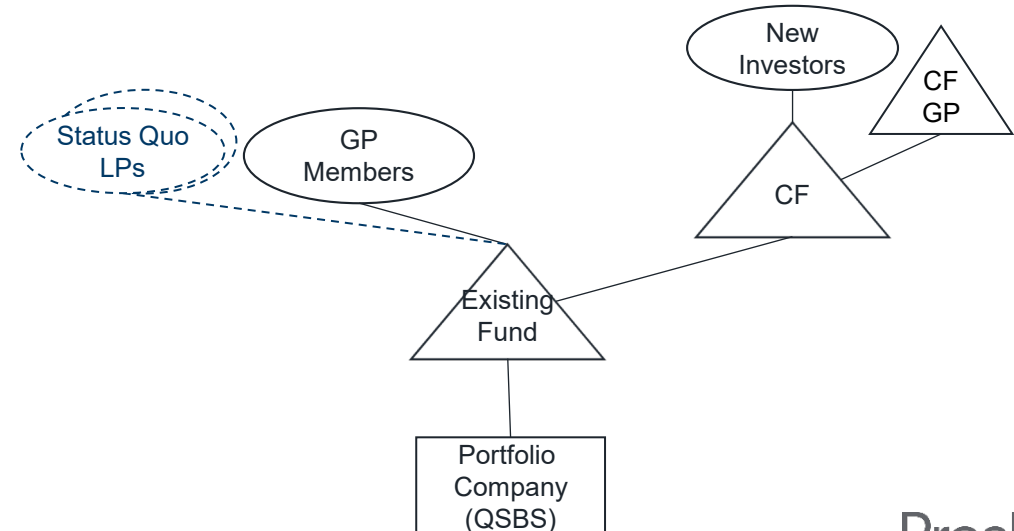 New
Investors
CF
GP
Status Quo
LPs
GP
Members
CF
Existing
Fund
Portfolio
Company
(QSBS)